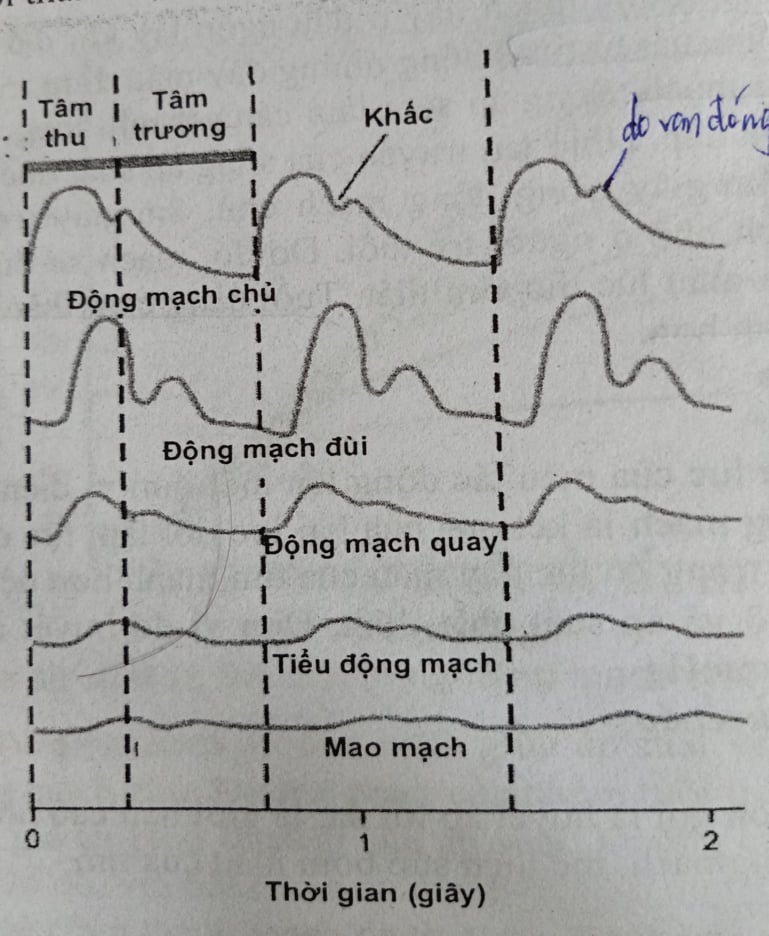 Tâm
thu
Tâm
trương
Khấc
do van đóng
Động mạch chủ
Động mạch đùi
Động mạch quay
Tiểu động mạch
Mao mạch
0
1
2
Thời gian (giây)